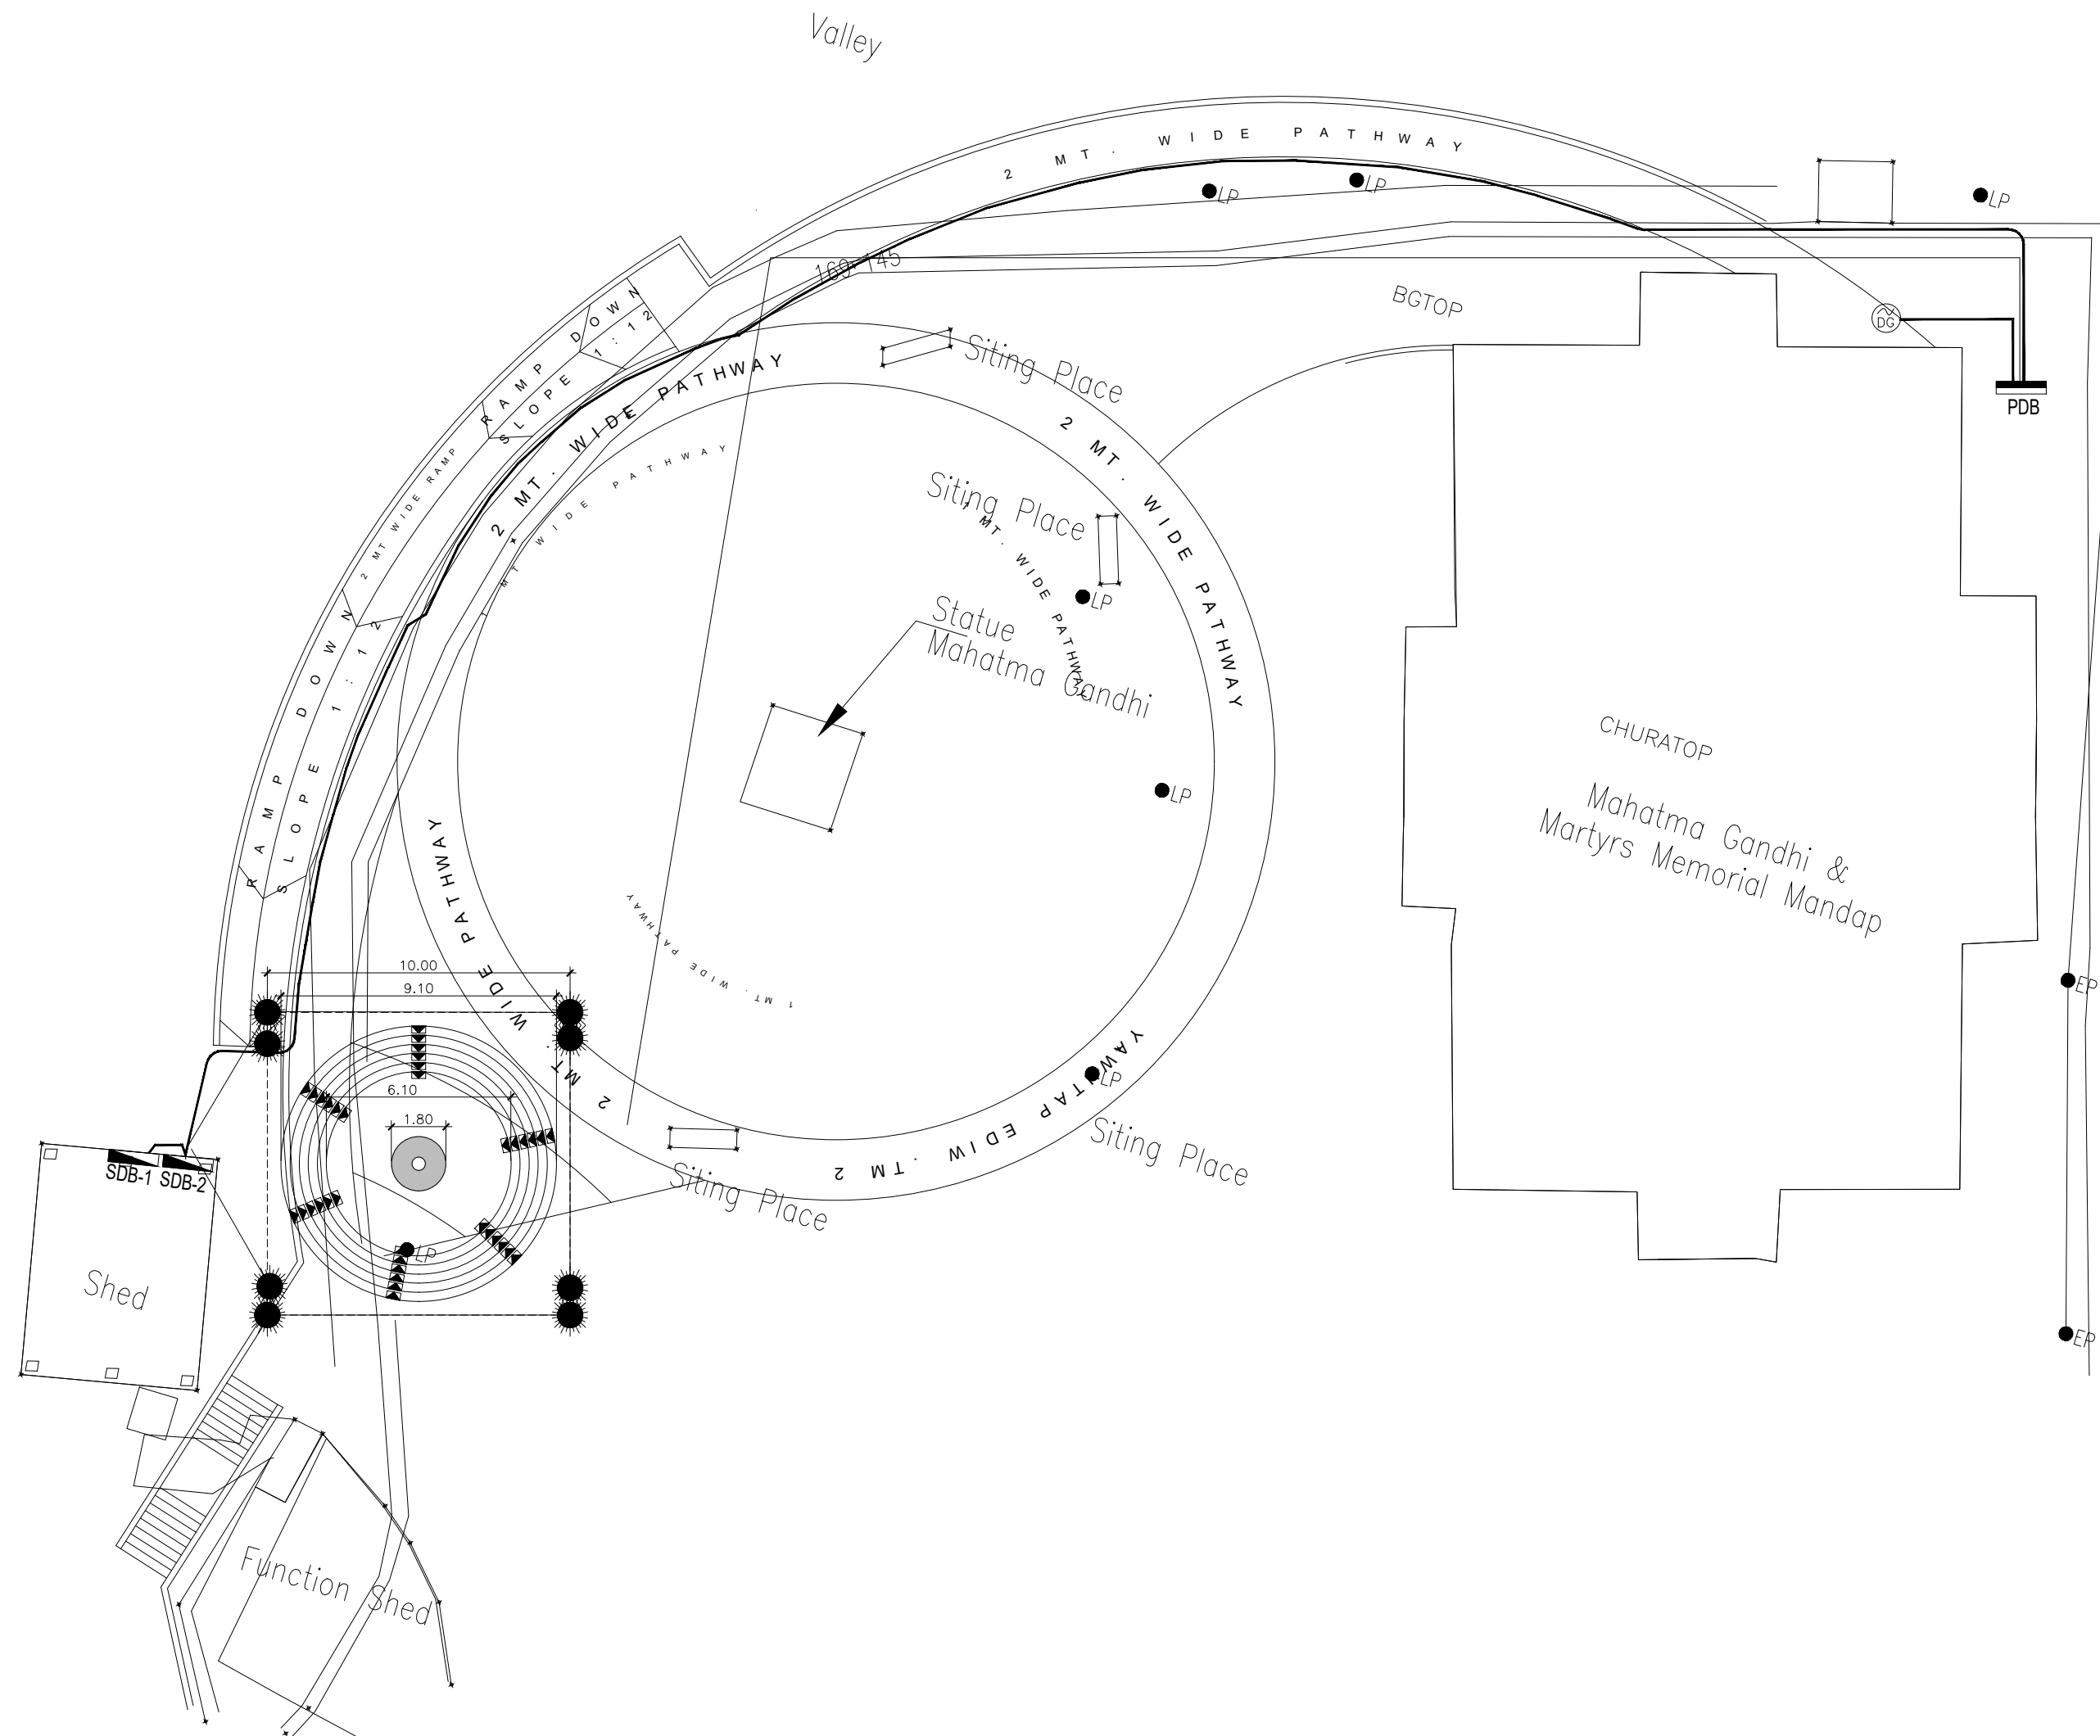 Valley
2 MT. WIDE PATHWAY
LP
LP
LP
169.145
BGTOP
DG
PDB
RAMP DOWN
SLOPE 1:12
2 MT WIDE RAMP
RAMP DOWN
SLOPE 1:12
2 MT. WIDE PATHWAY
Siting Place
2 MT. WIDE PATHWAY
MT WIDE PATHWAY
Siting Place
MT. WIDE PATHWAY
LP
Statue
Mahatma Gandhi
LP
CHURATOP
Mahatma Gandhi &
Martyrs Memorial Mandap
2 MT. WIDE PATHWAY
1 MT. WIDE PATHWAY
10.00
9.10
6.10
1.80
EP
LP
2 MT. WIDE PATHWAY
Siting Place
Siting Place
SDB-1 SDB-2
LP
Shed
EP
Function Shed